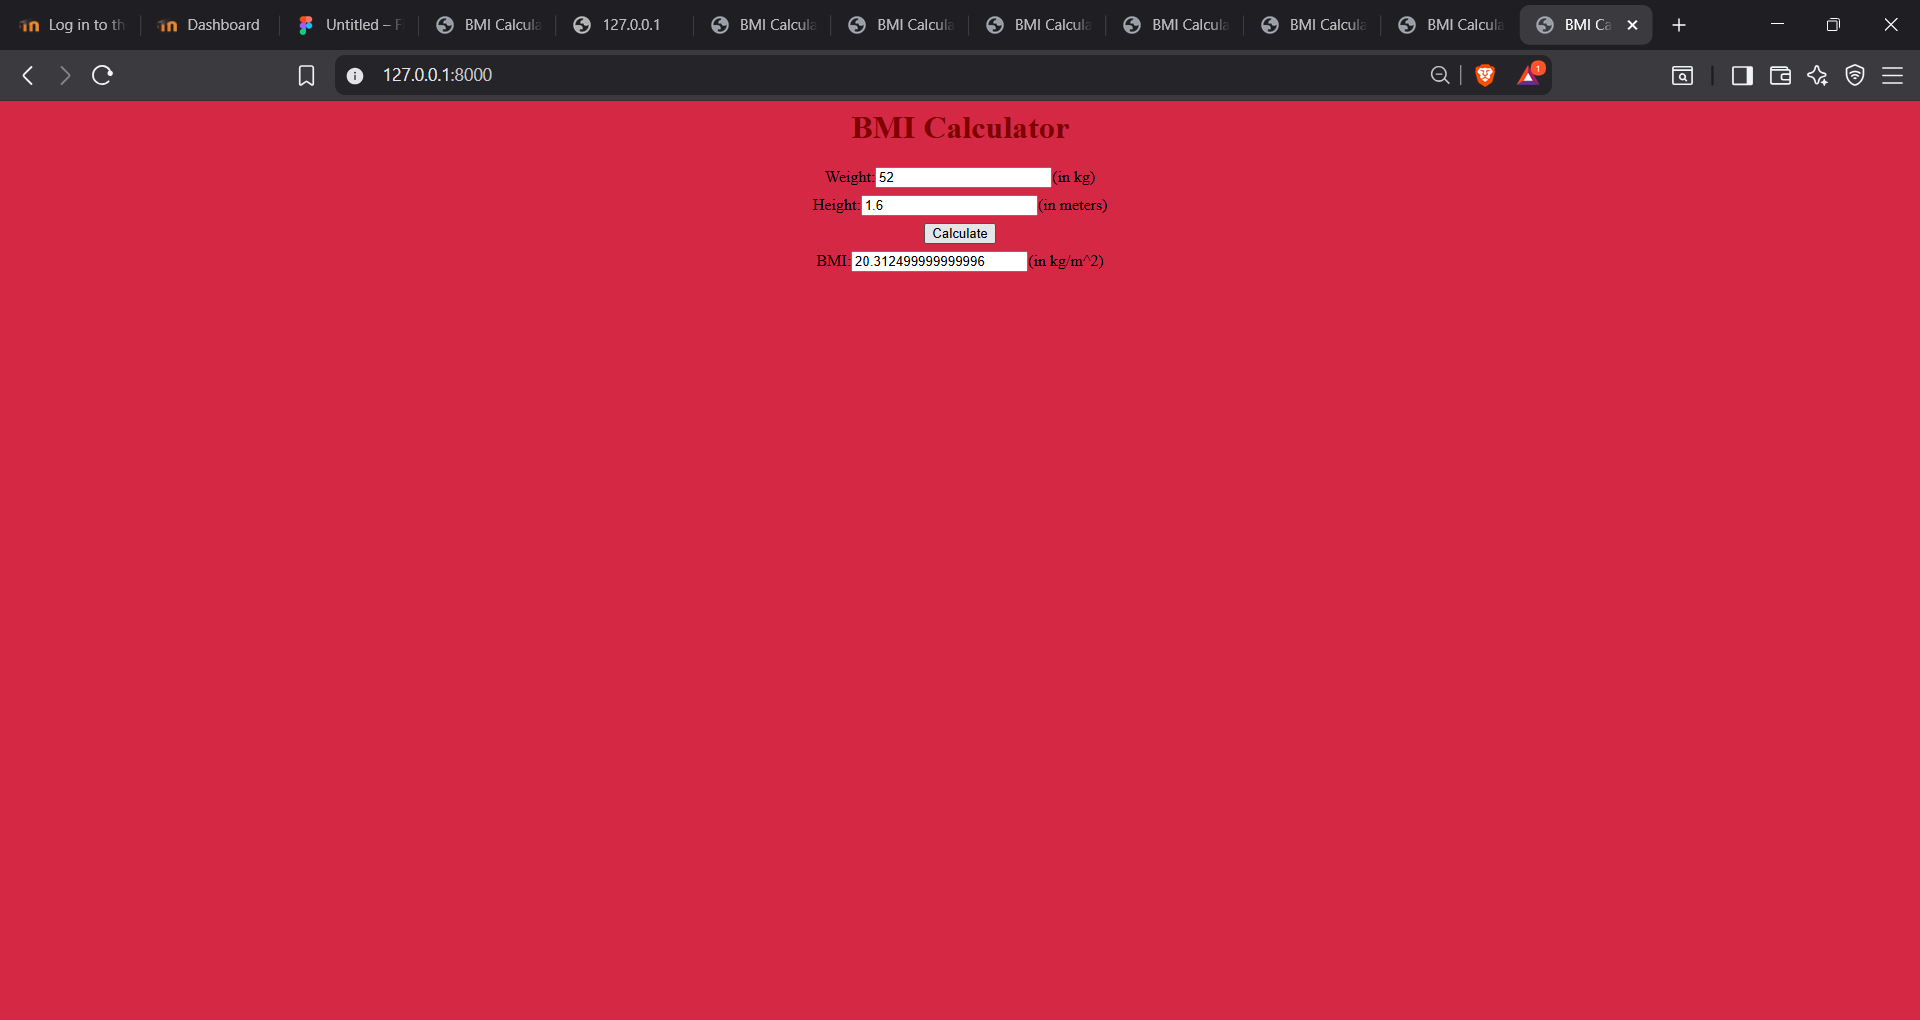 Log in to th
Dashboard
Untitled – F
BMI Calcula
127.0.0.1
BMI Calcula
BMI Calcula
BMI Calcula
BMI Calcula
BMI Calcula
BMI Calcula
BMI Ca
127.0.0.1:8000
1
BMI Calculator
Weight: 52 (in kg)
Height: 1.6 (in meters)
Calculate
BMI: 20.312499999999996 (in kg/m^2)